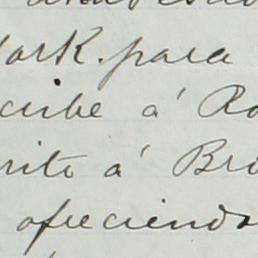 York. para
cribe á Ro
rito á Bro
ofreciendo